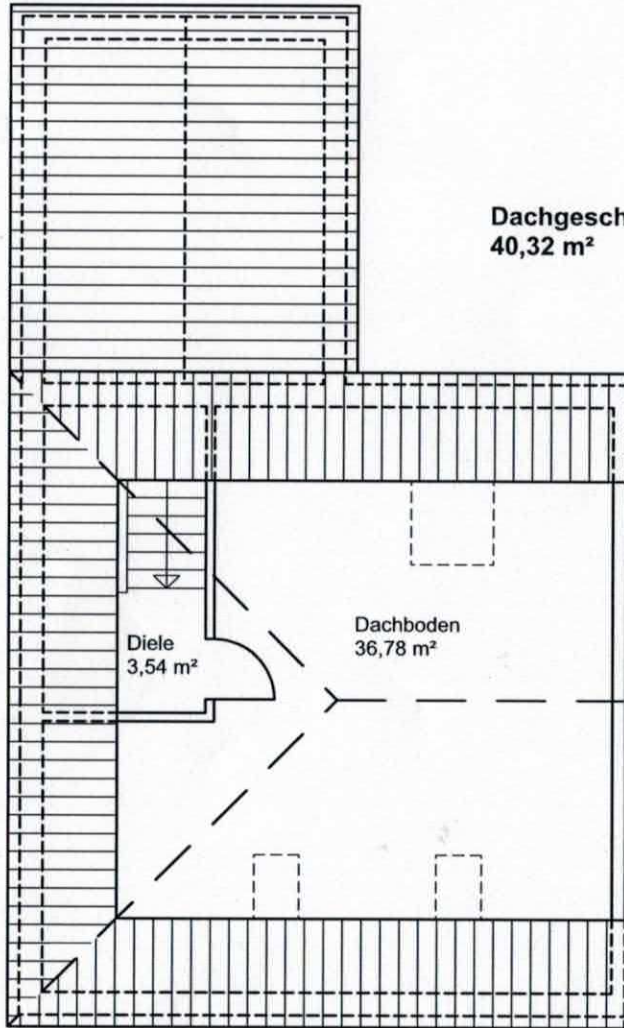 Dachgesch
40,32 m²
Diele
3,54 m²
Dachboden
36,78 m²